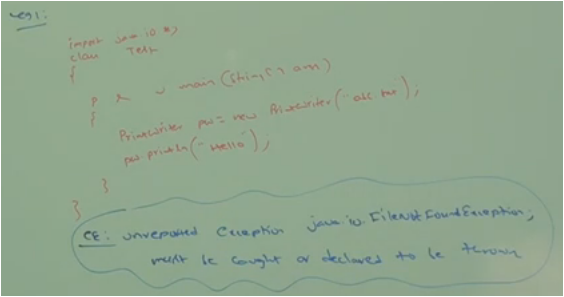 eg1:
import java.io.*;
class Test
{
p s v main(String[] args)
{
PrintWriter pw = new PrintWriter("abc.txt");
pw.println("Hello");
}
}
CE: unreported Exception java.io.FileNotFoundException;
must be caught or declared to be thrown